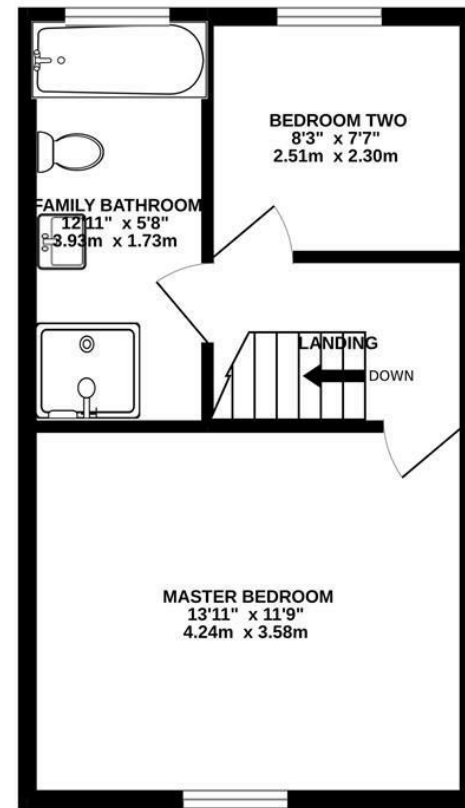 BEDROOM TWO
8'3" x 7'7"
2.51m x 2.30m
FAMILY BATHROOM
12'11" x 5'8"
3.93m x 1.73m
LANDING
DOWN
MASTER BEDROOM
13'11" x 11'9"
4.24m x 3.58m